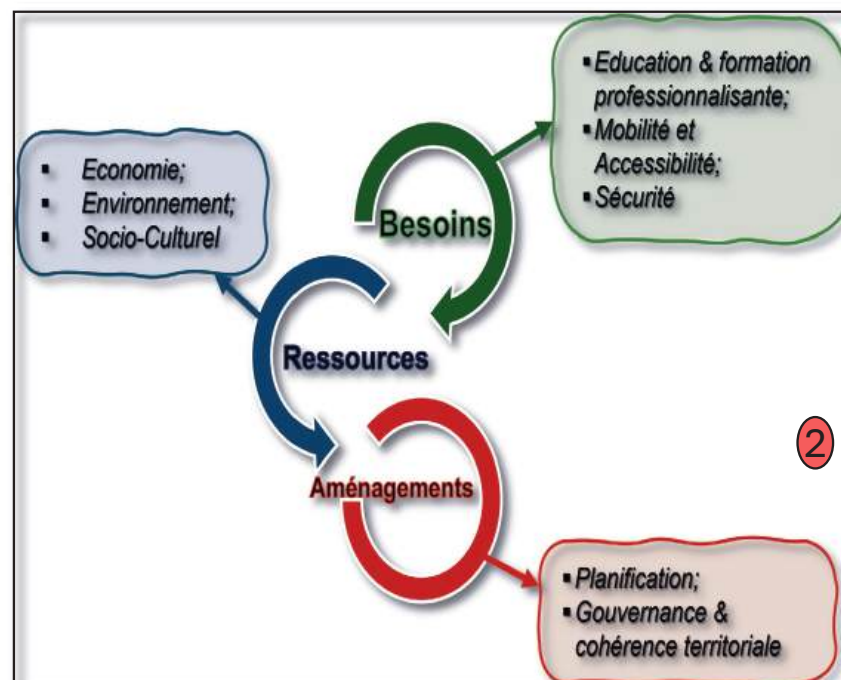 ▪ Education & formation
professionnalisante;
▪ Mobilité et
Accessibilité;
▪ Sécurité
▪ Economie;
▪ Environnement;
▪ Socio-Culturel
Besoins
Ressources
Aménagements
2
▪ Planification;
▪ Gouvernance &
cohérence territoriale